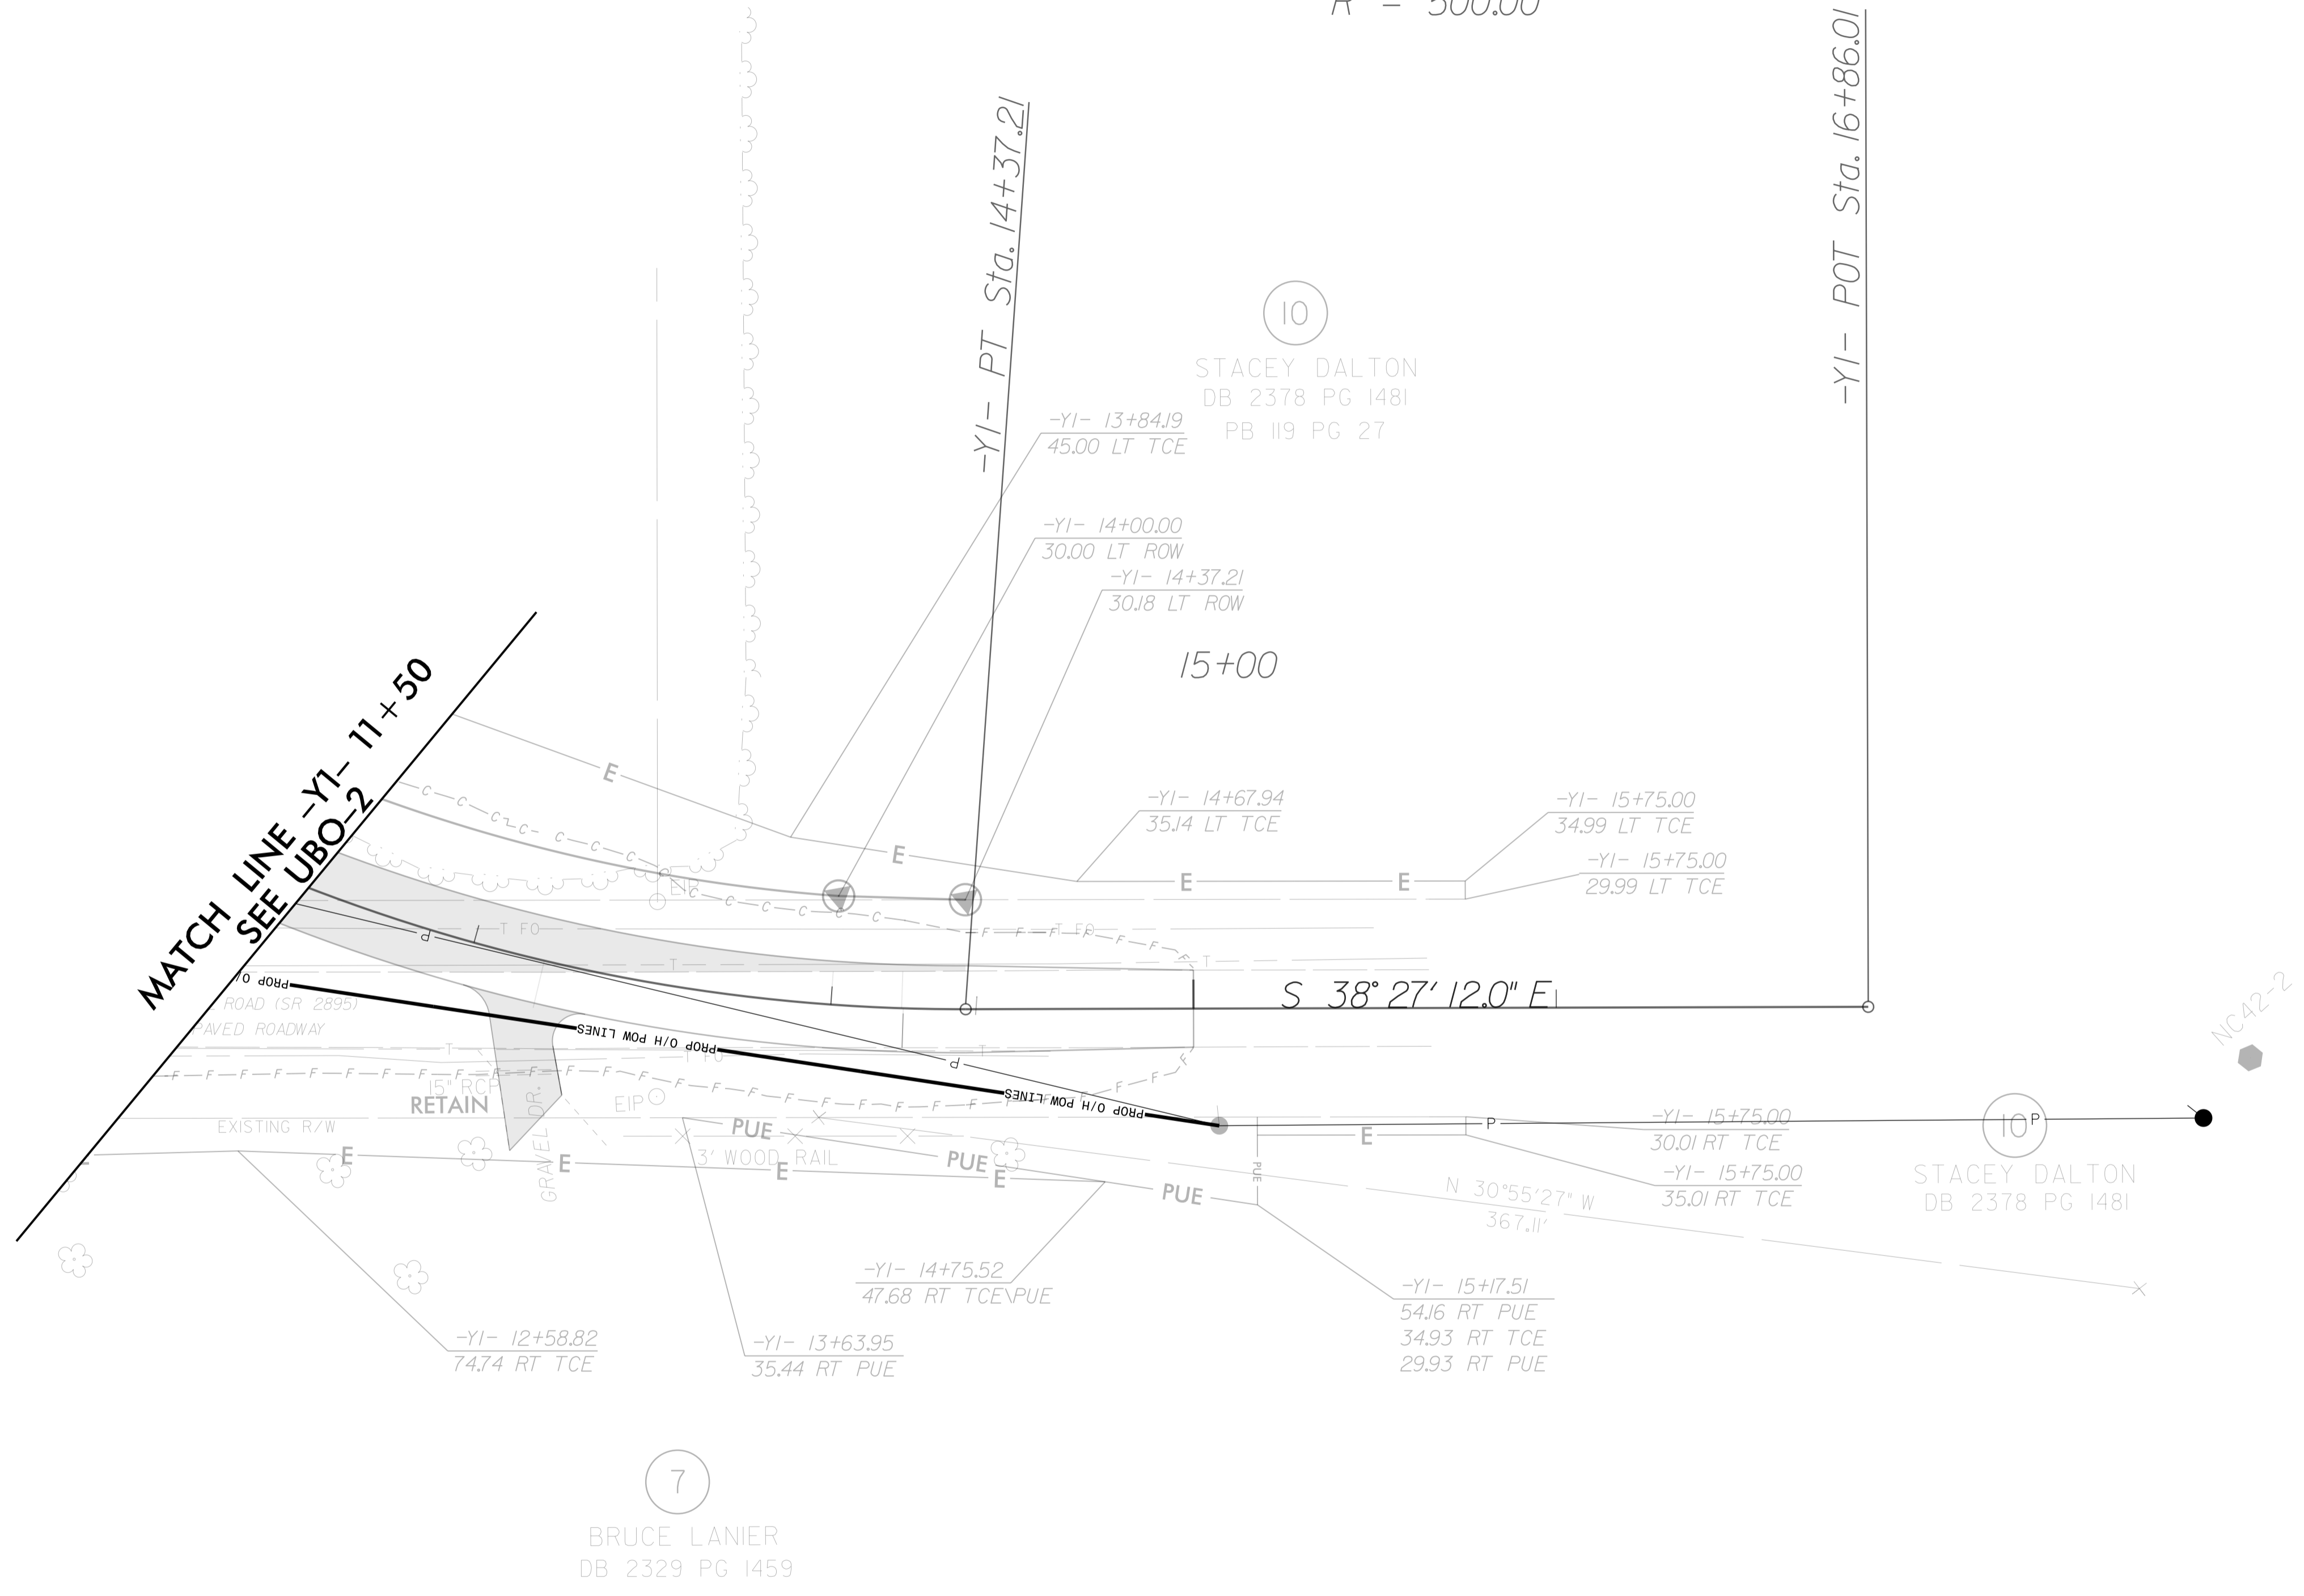 R = 500.00
-Y1- PT Sta. 14+37.21
-Y1- POT Sta. 16+86.01
10
STACEY DALTON
DB 2378 PG 1481
PB 119 PG 27
-Y1- 13+84.19
45.00 LT TCE
-Y1- 14+00.00
30.00 LT ROW
-Y1- 14+37.21
30.18 LT ROW
15+00
MATCH LINE -Y1- 11+50
SEE UBO-2
E
C C C C C C C C
-Y1- 14+67.94
35.14 LT TCE
-Y1- 15+75.00
34.99 LT TCE
-Y1- 15+75.00
29.99 LT TCE
E
E
E
EIP
C C C C C C
T FO
F F F T FO F F F
P
T
T
S 38° 27' 12.0" E
NC42-2
PROP O/
ROAD (SR 2895)
PAVED ROADWAY
PROP O/H POW LINES
T
T FO
T
P
F F F F F F F F F F F F F F F F F F F F F F F F F
15" RCP
RETAIN
EIP
PROP O/H POW LINES
EXISTING R/W
GRAVEL DR.
PUE
3' WOOD RAIL
PUE
PUE
PUE
E
E
E
E
E
P
P
-Y1- 15+75.00
30.01 RT TCE
-Y1- 15+75.00
35.01 RT TCE
10
STACEY DALTON
DB 2378 PG 1481
N 30°55'27" W
367.11'
-Y1- 14+75.52
47.68 RT TCE\PUE
-Y1- 15+17.51
54.16 RT PUE
34.93 RT TCE
29.93 RT PUE
-Y1- 12+58.82
74.74 RT TCE
-Y1- 13+63.95
35.44 RT PUE
7
BRUCE LANIER
DB 2329 PG 1459